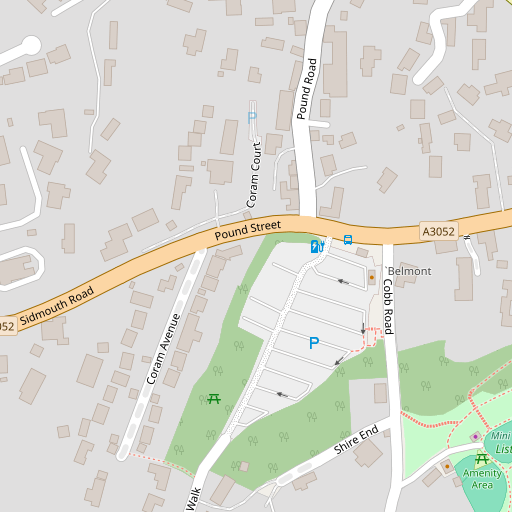 Pound Road
P
Coram Court
A3052
Pound Street
Belmont
Sidmouth Road
3052
Cobb Road
Coram Avenue
P
Shire End
Mini
List
Amenity
Area
Walk